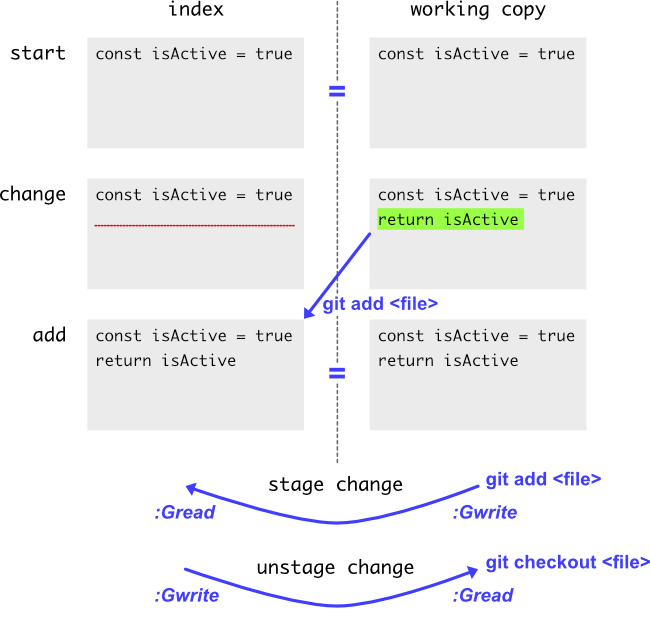 index
working copy
start
const isActive = true
const isActive = true
=
change
const isActive = true
const isActive = true
return isActive
git add <file>
add
const isActive = true
return isActive
const isActive = true
return isActive
=
stage change
git add <file>
:Gread
:Gwrite
unstage change
git checkout <file>
:Gwrite
:Gread